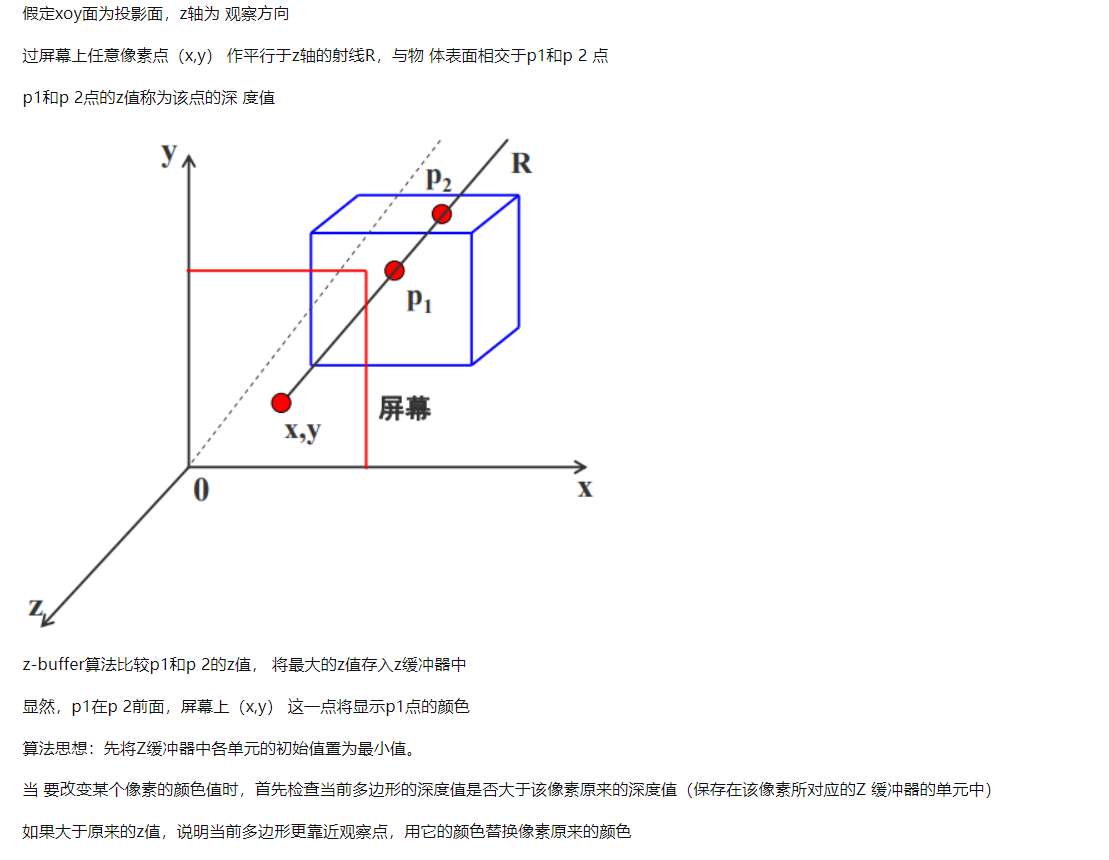 假定xoy面为投影面，z轴为 观察方向
过屏幕上任意像素点（x,y） 作平行于z轴的射线R，与物 体表面相交于p1和p 2 点
p1和p 2点的z值称为该点的深 度值
y
R
p2
p1
屏幕
x,y
0
x
z
z-buffer算法比较p1和p 2的z值， 将最大的z值存入z缓冲器中
显然，p1在p 2前面，屏幕上（x,y） 这一点将显示p1点的颜色
算法思想：先将Z缓冲器中各单元的初始值置为最小值。
当 要改变某个像素的颜色值时，首先检查当前多边形的深度值是否大于该像素原来的深度值（保存在该像素所对应的Z 缓冲器的单元中）
如果大于原来的z值，说明当前多边形更靠近观察点，用它的颜色替换像素原来的颜色